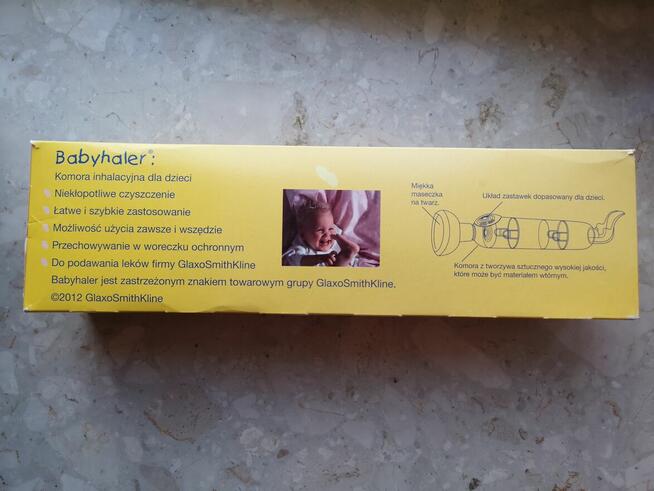 Babyhaler®:
Komora inhalacyjna dla dzieci
Niekłopotliwe czyszczenie
Łatwe i szybkie zastosowanie
Możliwość użycia zawsze i wszędzie
Przechowywanie w woreczku ochronnym
Do podawania leków firmy GlaxoSmithKline
Babyhaler jest zastrzeżonym znakiem towarowym grupy GlaxoSmithKline.
©2012 GlaxoSmithKline
Miękka
maseczka
na twarz.
Układ zastawek dopasowany dla dzieci.
Komora z tworzywa sztucznego wysokiej jakości,
które może być materiałem wtórnym.